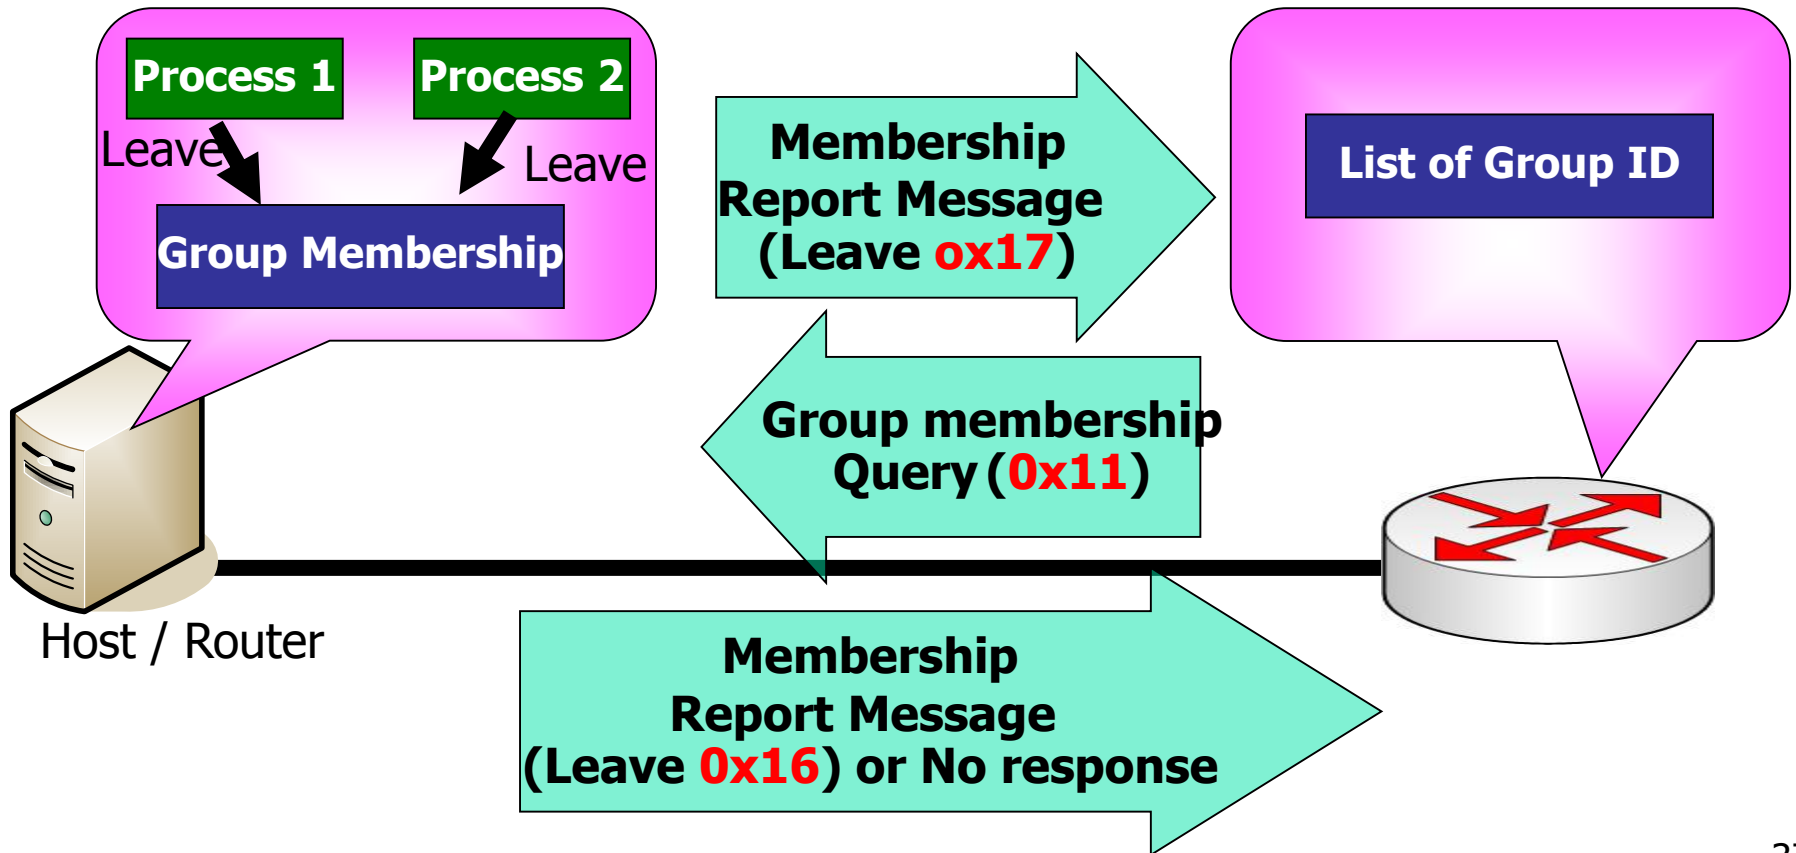 Process 1
Process 2
Leave
Leave
Group Membership
Membership
Report Message
(Leave ox17)
List of Group ID
Group membership
Query (0x11)
Host / Router
Membership
Report Message
(Leave 0x16) or No response